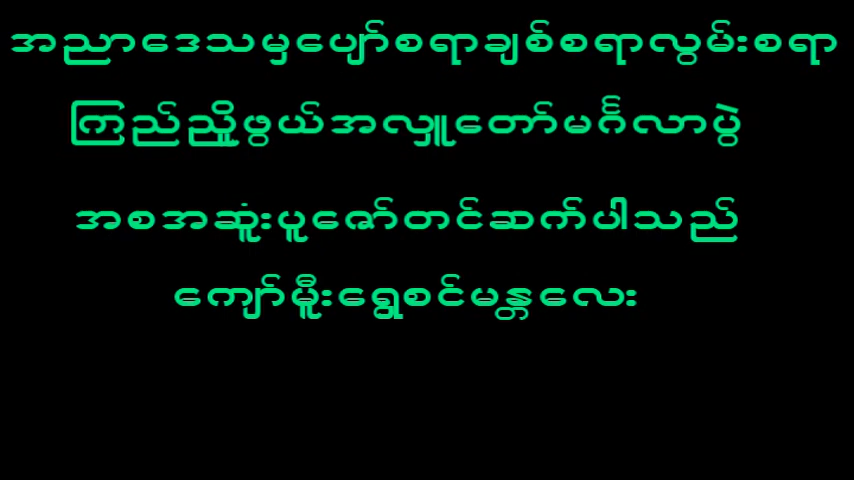 အညာဒေသမှပျော်စရာချစ်စရာလွမ်းစရာ
ကြည်ညိူဖွယ်အလှူတော်မင်္ဂလာပွဲ
အစအဆူံးပူဇော်တင်ဆက်ပါသည်
ကျော်မိူးရွှေစင်မန္တလေး